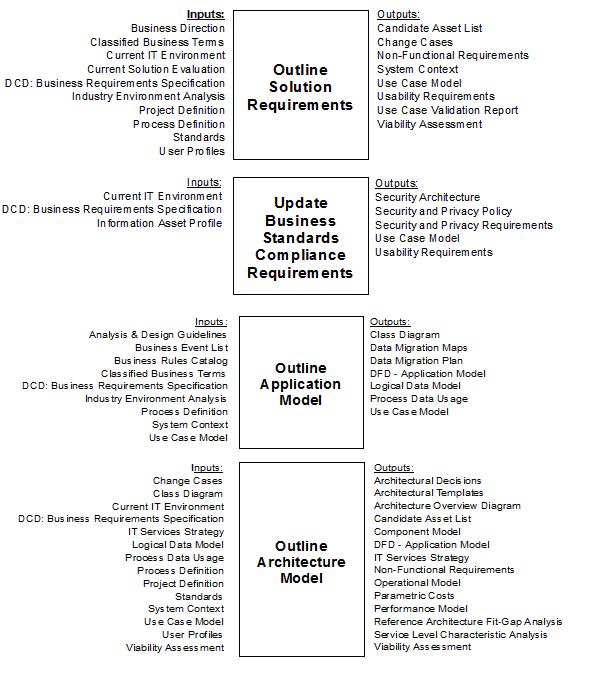 Inputs:
Business Direction
Classified Business Terms
Current IT Environment
Current Solution Evaluation
DCD: Business Requirements Specification
Industry Environment Analysis
Project Definition
Process Definition
Standards
User Profiles
Outline
Solution
Requirements
Outputs:
Candidate Asset List
Change Cases
Non-Functional Requirements
System Context
Use Case Model
Usability Requirements
Use Case Validation Report
Viability Assessment
Inputs:
Current IT Environment
DCD: Business Requirements Specification
Information Asset Profile
Update
Business
Standards
Compliance
Requirements
Outputs:
Security Architecture
Security and Privacy Policy
Security and Privacy Requirements
Use Case Model
Usability Requirements
Inputs:
Analysis & Design Guidelines
Business Event List
Business Rules Catalog
Classified Business Terms
DCD: Business Requirements Specification
Industry Environment Analysis
Process Definition
System Context
Use Case Model
Outline
Application
Model
Outputs:
Class Diagram
Data Migration Maps
Data Migration Plan
DFD - Application Model
Logical Data Model
Process Data Usage
Use Case Model
Inputs:
Change Cases
Class Diagram
Current IT Environment
DCD: Business Requirements Specification
IT Services Strategy
Logical Data Model
Process Data Usage
Process Definition
Project Definition
Standards
System Context
Use Case Model
User Profiles
Viability Assessment
Outline
Architecture
Model
Outputs:
Architectural Decisions
Architectural Templates
Architecture Overview Diagram
Candidate Asset List
Component Model
DFD - Application Model
IT Services Strategy
Non-Functional Requirements
Operational Model
Parametric Costs
Performance Model
Reference Architecture Fit-Gap Analysis
Service Level Characteristic Analysis
Viability Assessment